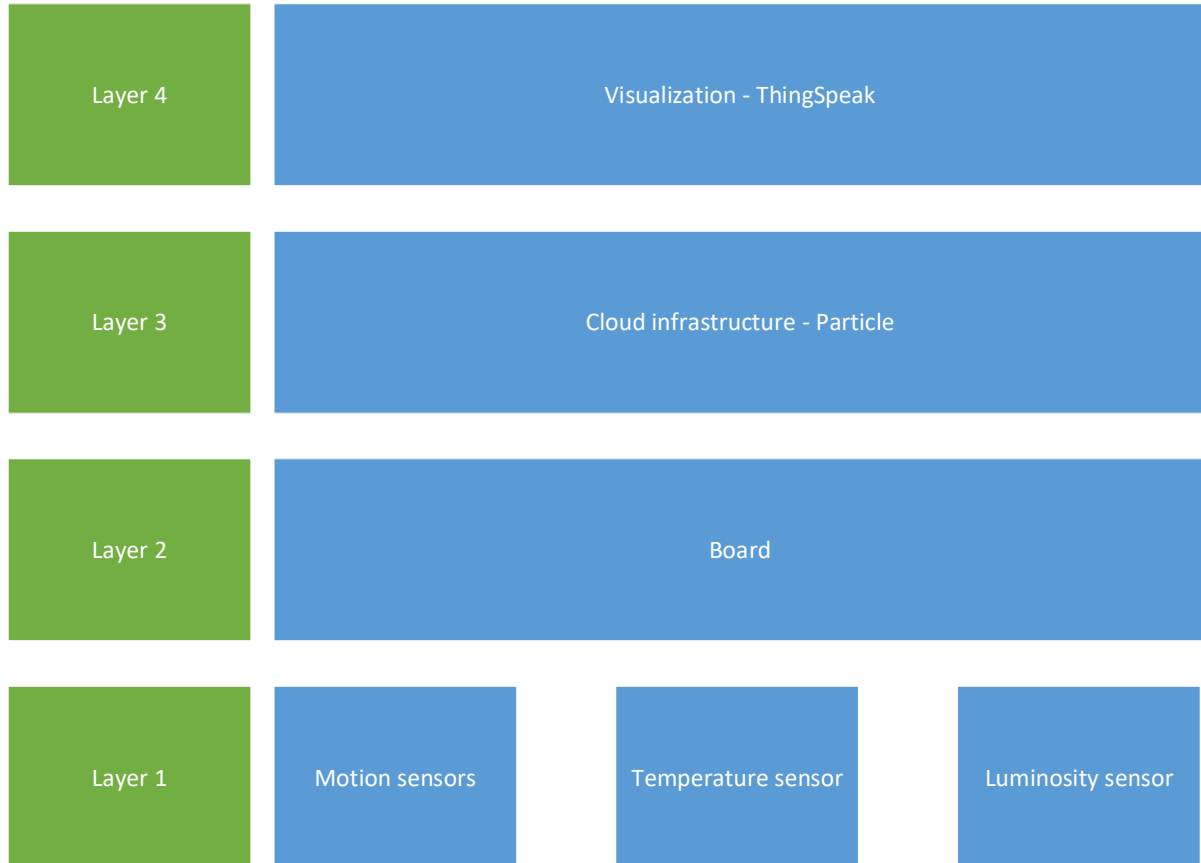 Layer 4
Visualization - ThingSpeak
Layer 3
Cloud infrastructure - Particle
Layer 2
Board
Layer 1
Motion sensors
Temperature sensor
Luminosity sensor